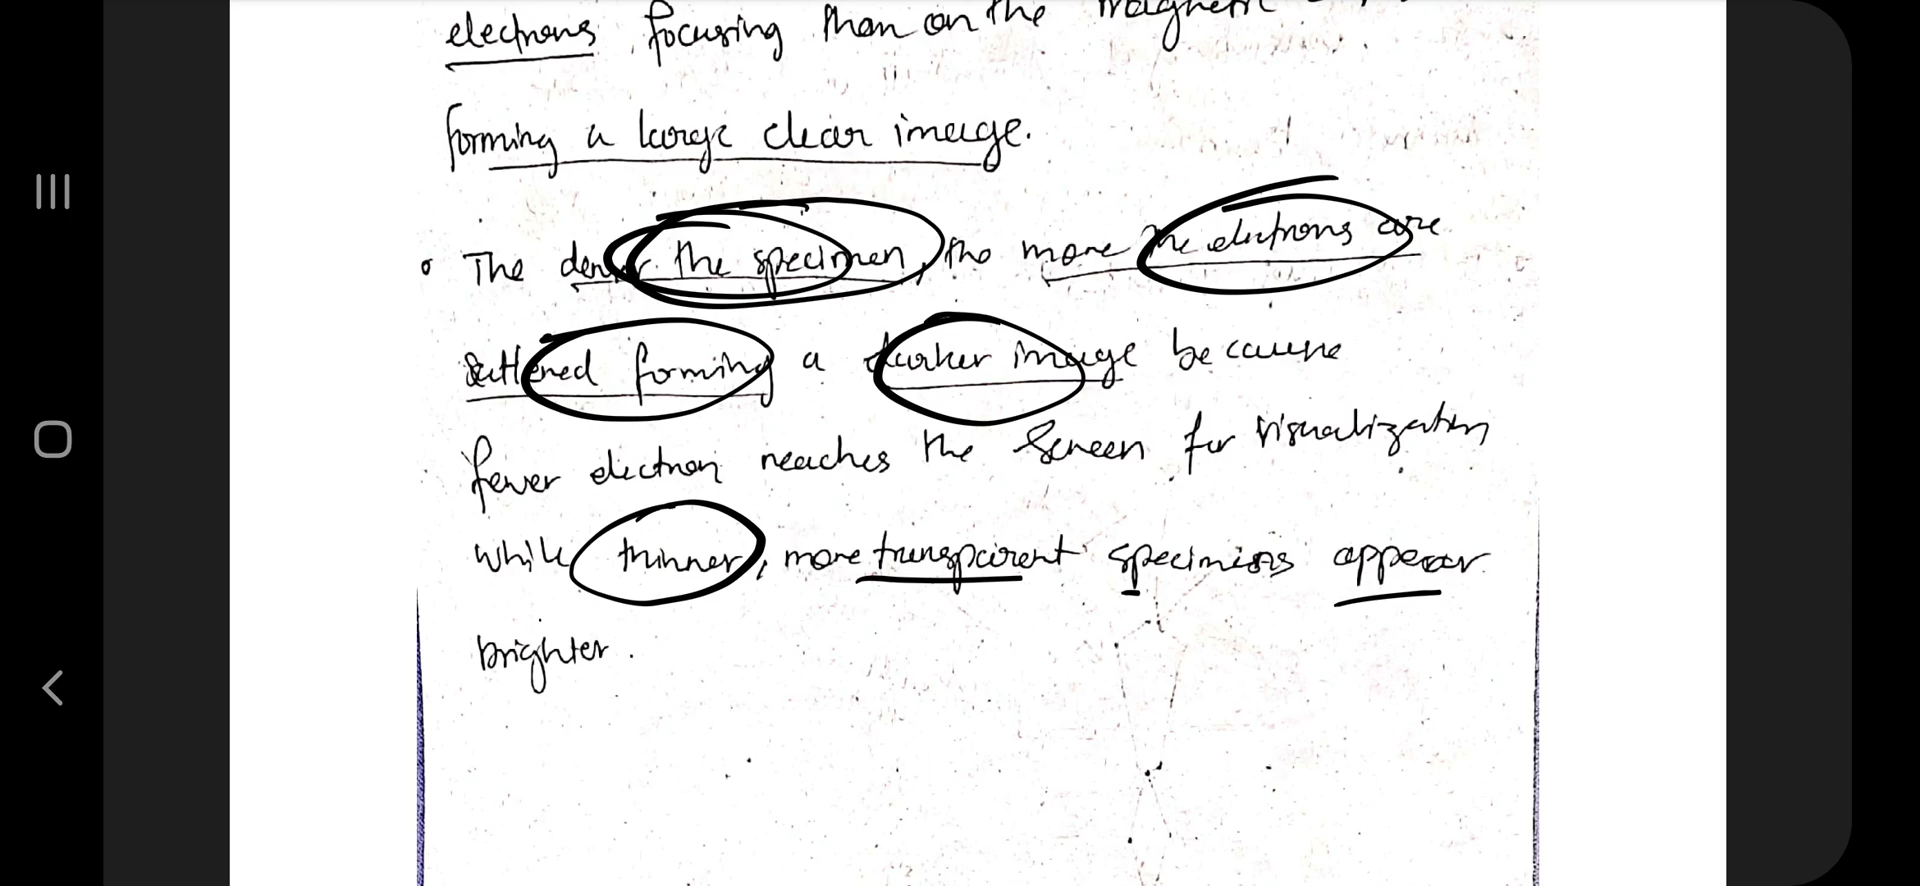 electrons focusing them on the magnetic
forming a large clear image.
The denser the specimen, the more the electrons are
forming a darker image because
fewer electron reaches the screen for visualization
while thinner, more transparent specimens appear
brighter.